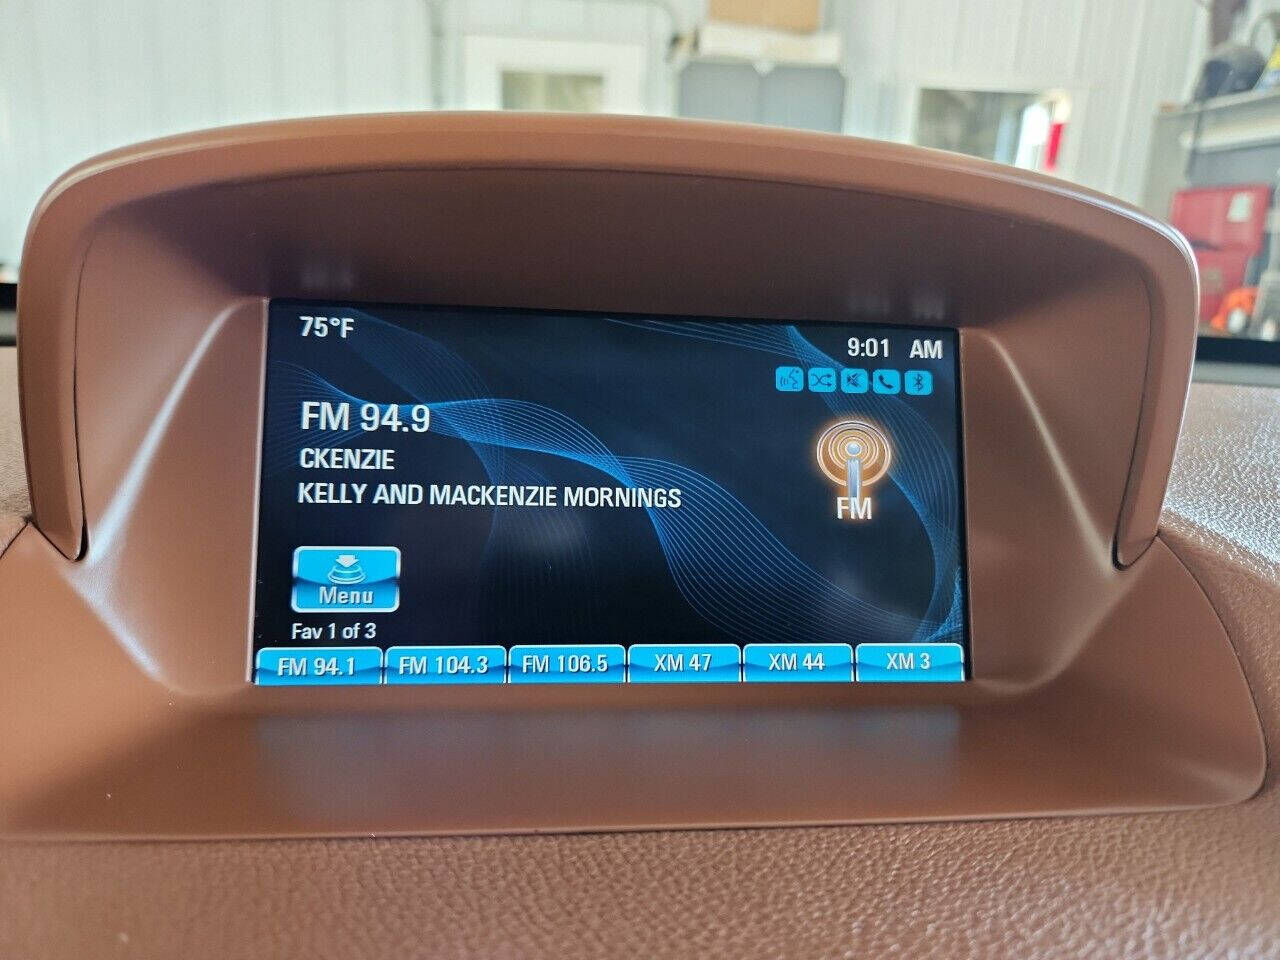 75°F
9:01 AM
FM 94.9
CKENZIE
KELLY AND MACKENZIE MORNINGS
FM
Menu
Fav 1 of 3
FM 94.1 FM 104.3 FM 106.5 XM 47 XM 44 XM 3